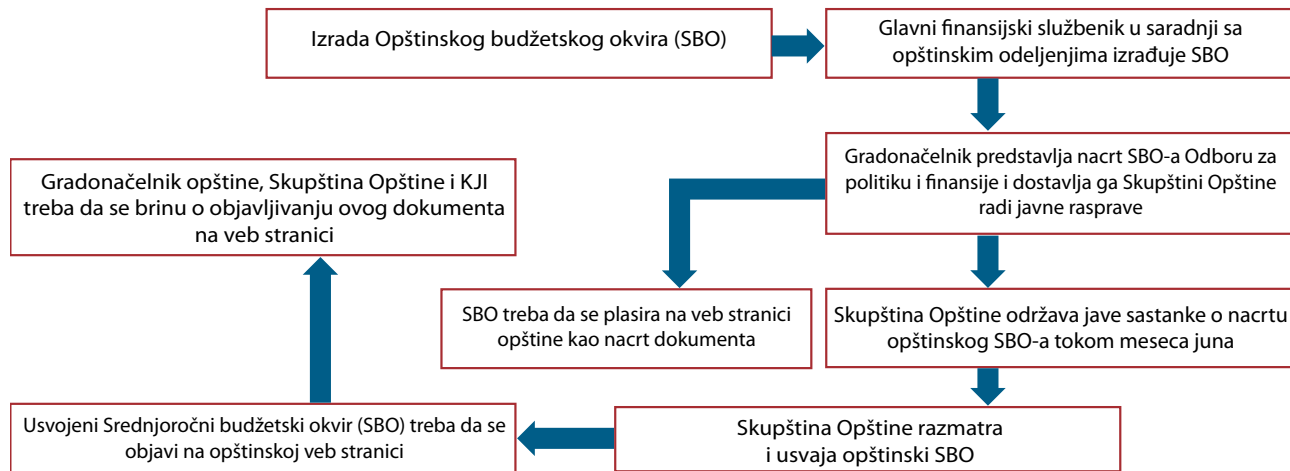 Izrada Opštinskog budžetskog okvira (SBO)
Glavni finansijski službenik u saradnji sa
opštinskim odeljenjima izrađuje SBO
Gradonačelnik predstavlja nacrt SBO-a Odboru za
politiku i finansije i dostavlja ga Skupštini Opštine
radi javne rasprave
SBO treba da se plasira na veb stranici
opštine kao nacrt dokumenta
Skupština Opštine održava jave sastanke o nacrtu
opštinskog SBO-a tokom meseca juna
Skupština Opštine razmatra
i usvaja opštinski SBO
Usvojeni Srednjoročni budžetski okvir (SBO) treba da se
objavi na opštinskoj veb stranici
Gradonačelnik opštine, Skupština Opštine i KJI
treba da se brinu o objavljivanju ovog dokumenta
na veb stranici